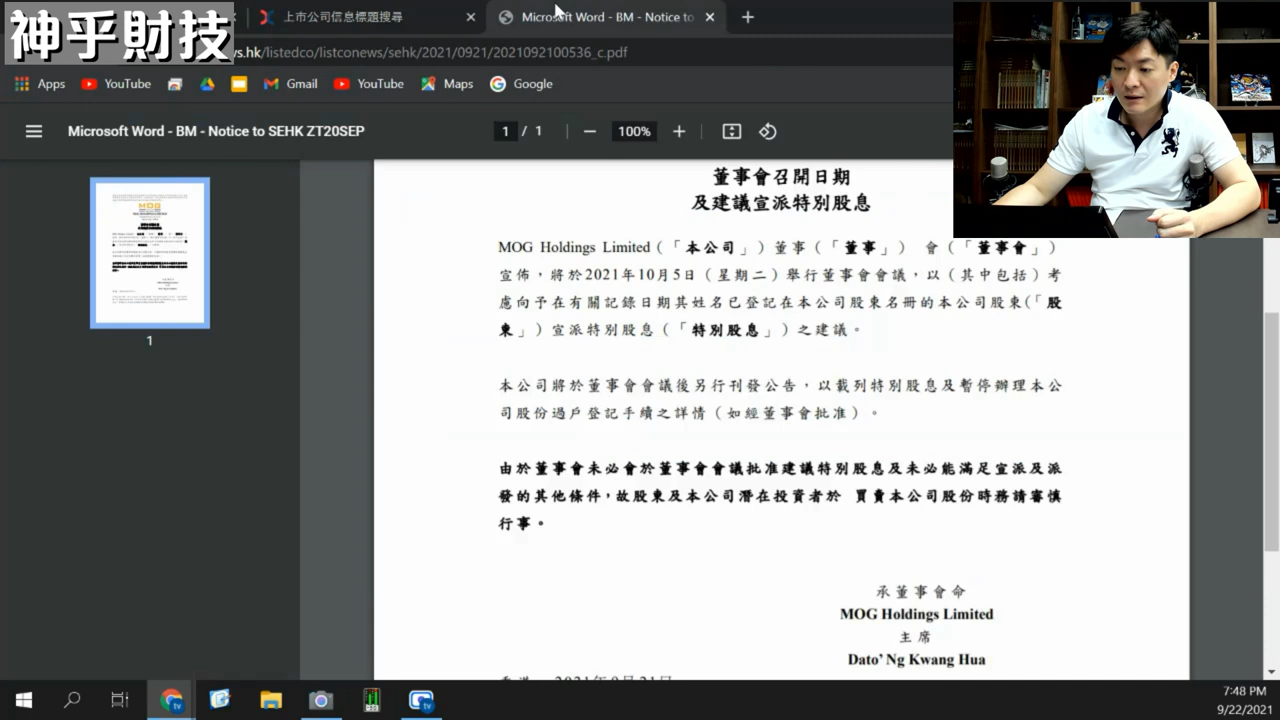 神乎財技
上市公司信息標題搜尋
Microsoft Word - BM - Notice to
ws.hk/listedco/listconews/sehk/2021/0921/2021092100536_c.pdf
Apps
YouTube
Gmail
YouTube
Google
Microsoft Word - BM - Notice to SEHK ZT20SEP
1 / 1
100%
1
董事會召開日期
及建議宣派特別股息
MOG Holdings Limited(「本公司」)董事(「董事」)會(「董事會」)
宣佈,將於2021年10月5日(星期二)舉行董事會會議,以(其中包括)考
慮向予在有關記錄日期其姓名已登記在本公司股東名冊的本公司股東(「股
東」)宣派特別股息(「特別股息」)之建議。
本公司將於董事會會議後另行刊發公告,以載列特別股息及暫停辦理本公
司股份過戶登記手續之詳情(如經董事會批准)。
由於董事會未必會於董事會會議批准建議特別股息及未必能滿足宣派及派
發的其他條件,故股東及本公司潛在投資者於 買賣本公司股份時務請審慎
行事。
承董事會命
MOG Holdings Limited
主席
Dato' Ng Kwang Hua
香港,2021年9月21日
7:48 PM
9/22/2021